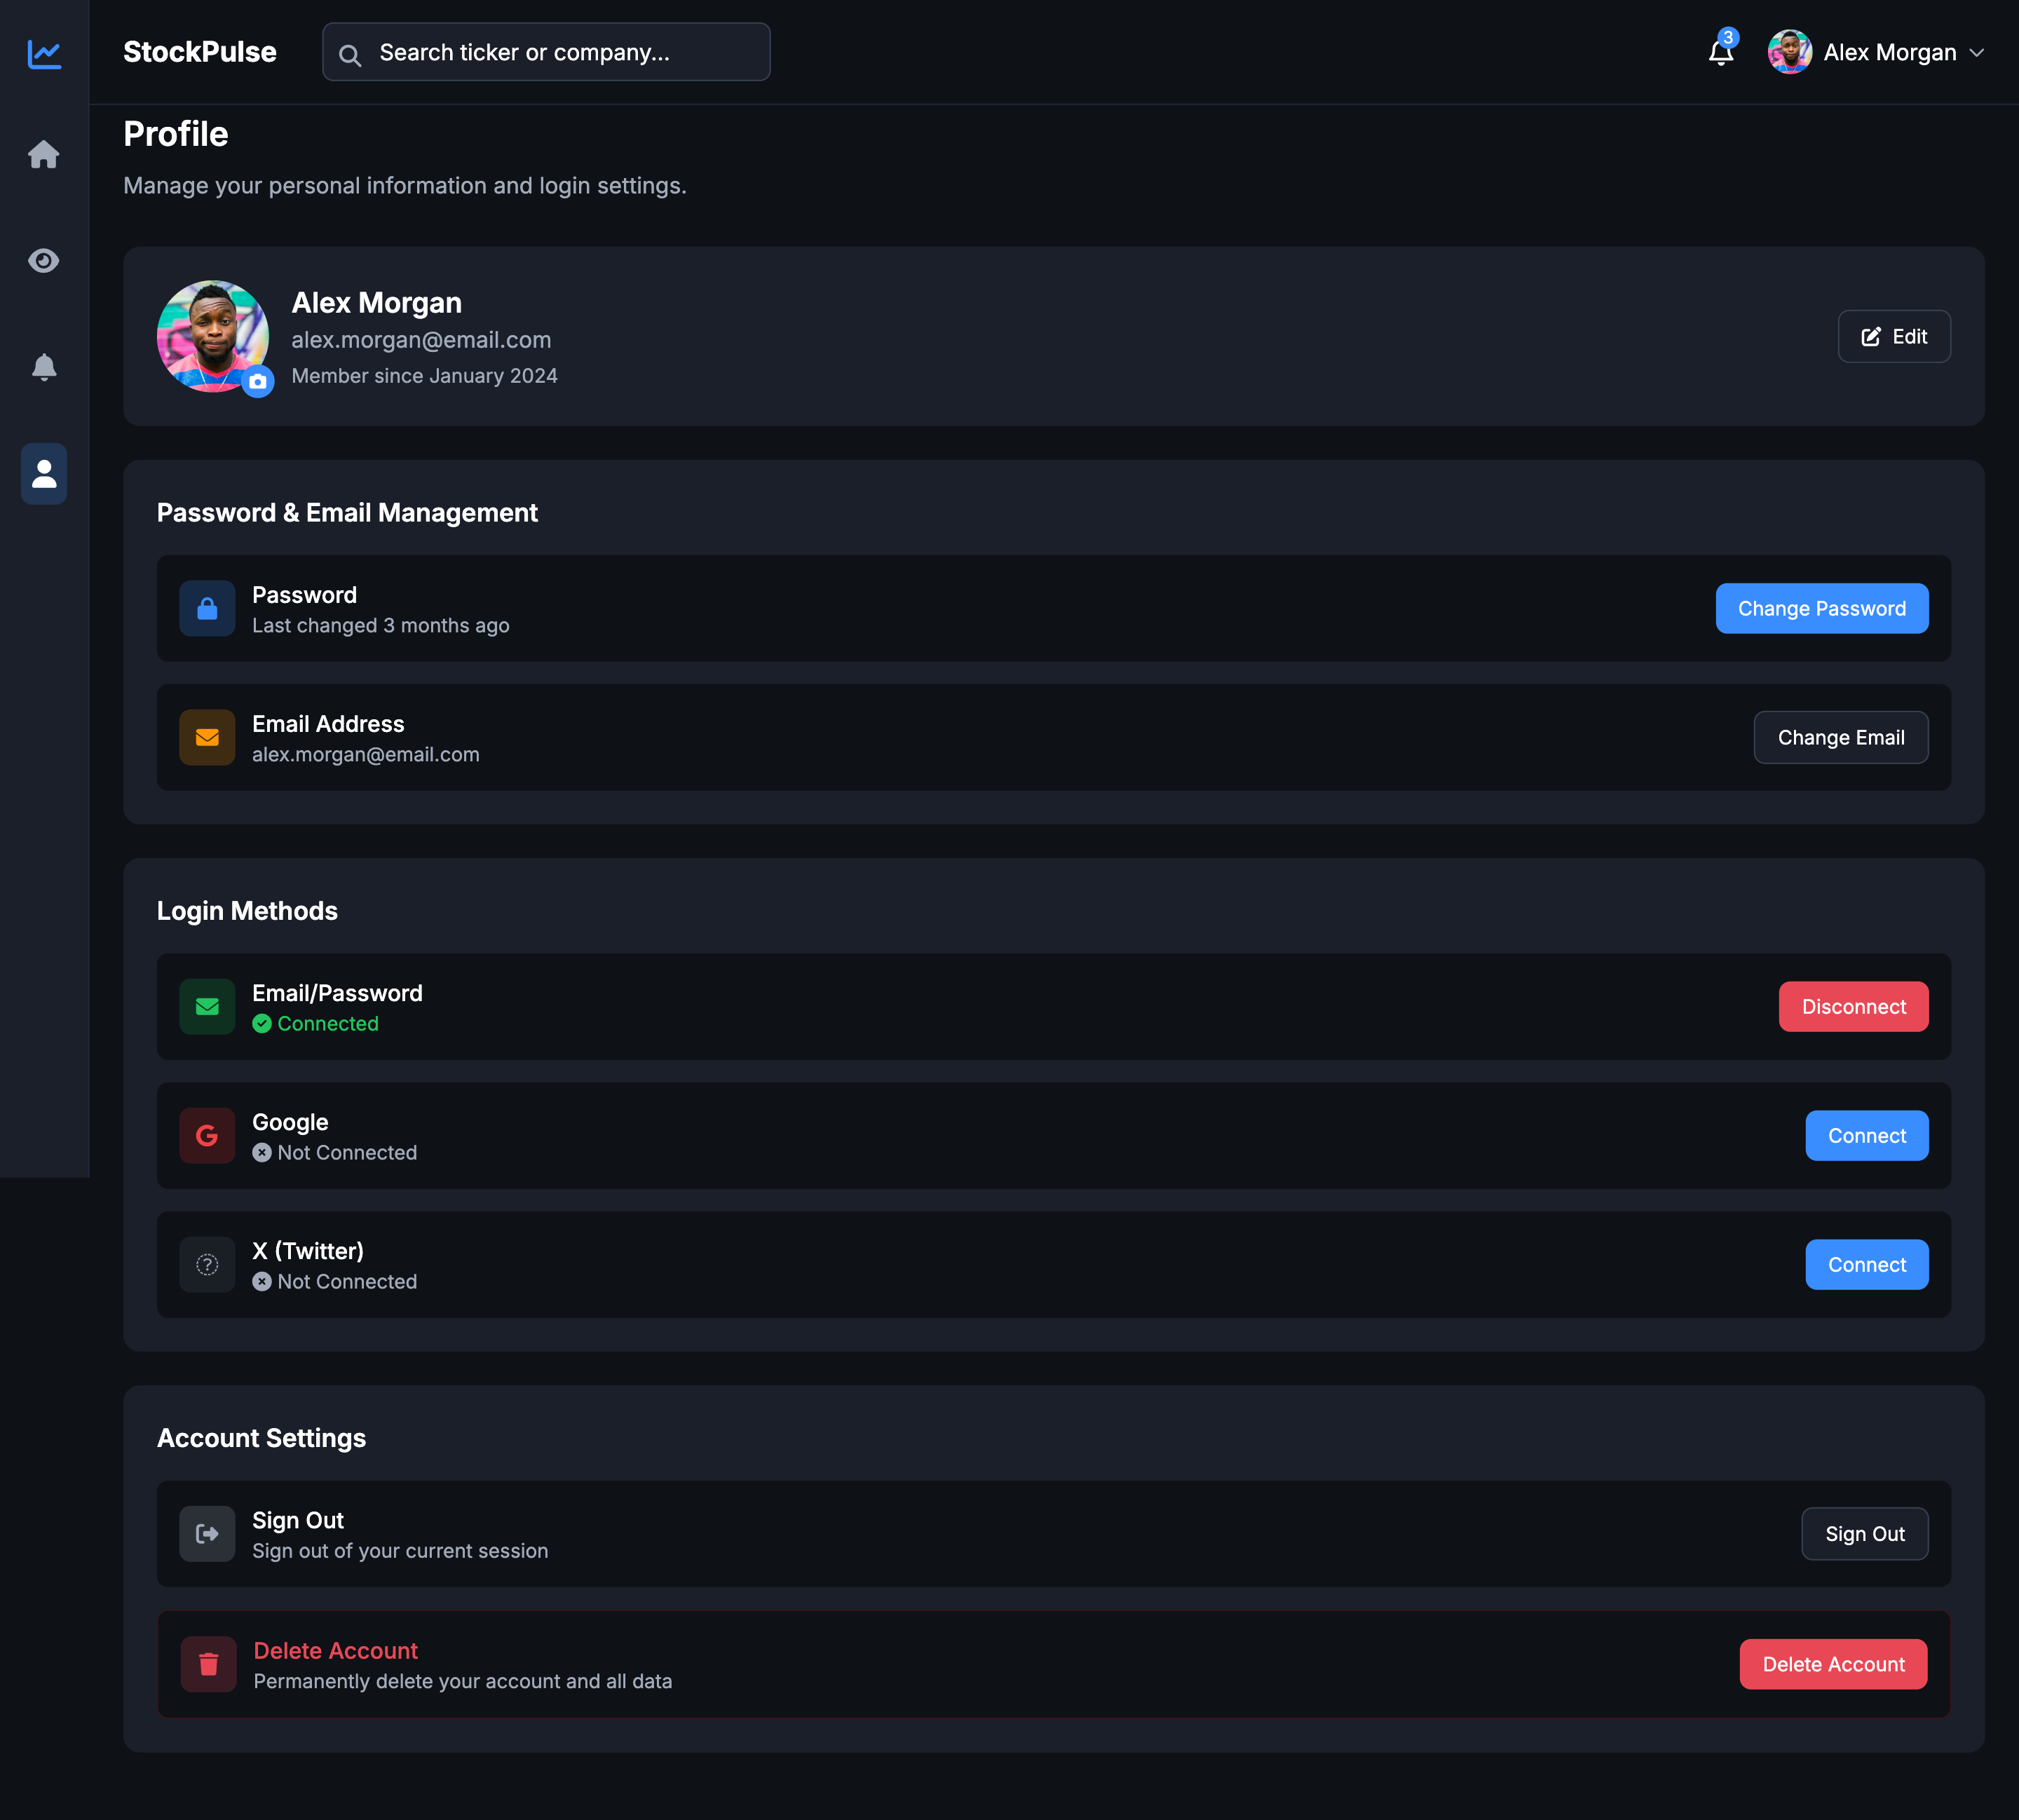 StockPulse
Search ticker or company...
3
Alex Morgan
Profile
Manage your personal information and login settings.
Alex Morgan
alex.morgan@email.com
Member since January 2024
Edit
Password & Email Management
Password
Last changed 3 months ago
Change Password
Email Address
alex.morgan@email.com
Change Email
Login Methods
Email/Password
Connected
Disconnect
Google
Not Connected
Connect
X (Twitter)
Not Connected
Connect
Account Settings
Sign Out
Sign out of your current session
Sign Out
Delete Account
Permanently delete your account and all data
Delete Account